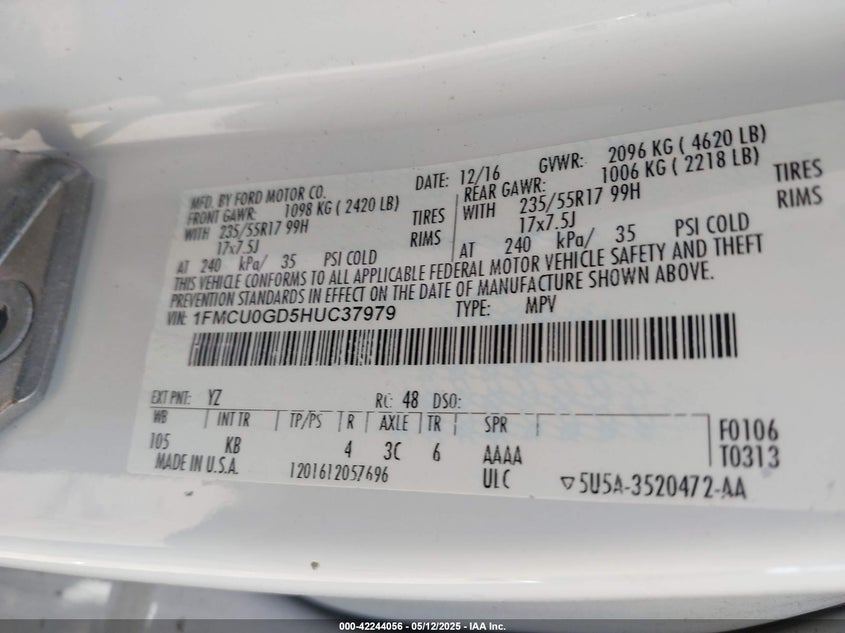 MFD. BY FORD MOTOR CO. DATE: 12/16 GVWR: 2096 KG ( 4620 LB)
FRONT GAWR: 1098 KG ( 2420 LB) REAR GAWR: 1006 KG ( 2218 LB)
WITH 235/55R17 99H TIRES WITH 235/55R17 99H TIRES
17x7.5J RIMS 17x7.5J RIMS
AT 240 kPa/ 35 PSI COLD AT 240 kPa/ 35 PSI COLD
THIS VEHICLE CONFORMS TO ALL APPLICABLE FEDERAL MOTOR VEHICLE SAFETY AND THEFT
PREVENTION STANDARDS IN EFFECT ON THE DATE OF MANUFACTURE SHOWN ABOVE.
VIN: 1FMCU0GD5HUC37979 TYPE: MPV
EXT PNT: YZ RC: 48 DSO:
WB INT TR TP/PS R AXLE TR SPR
105 KB 4 3C 6 AAAA
F0106
T0313
MADE IN U.S.A. 1201612057696 ULC ▽5U5A-3520472-AA
000-42244056 - 05/12/2025 - IAA Inc.